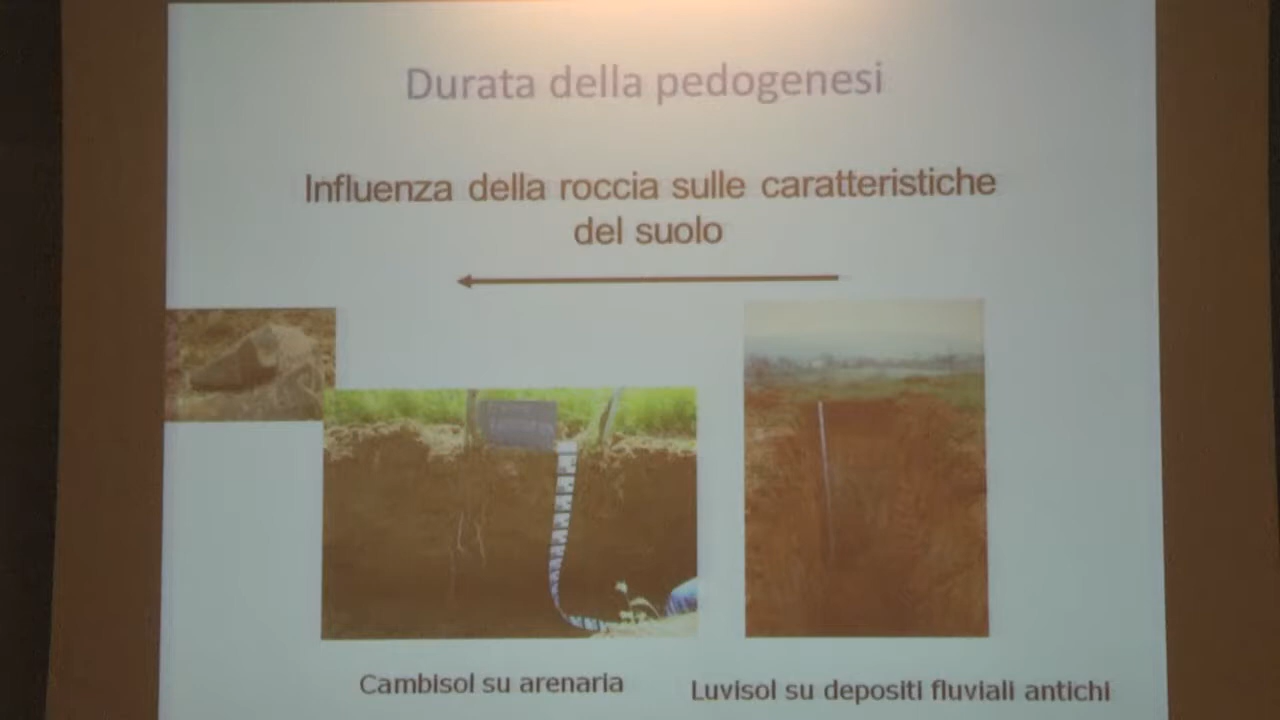 Durata della pedogenesi
Influenza della roccia sulle caratteristiche
del suolo
Cambisol su arenaria
Luvisol su depositi fluviali antichi